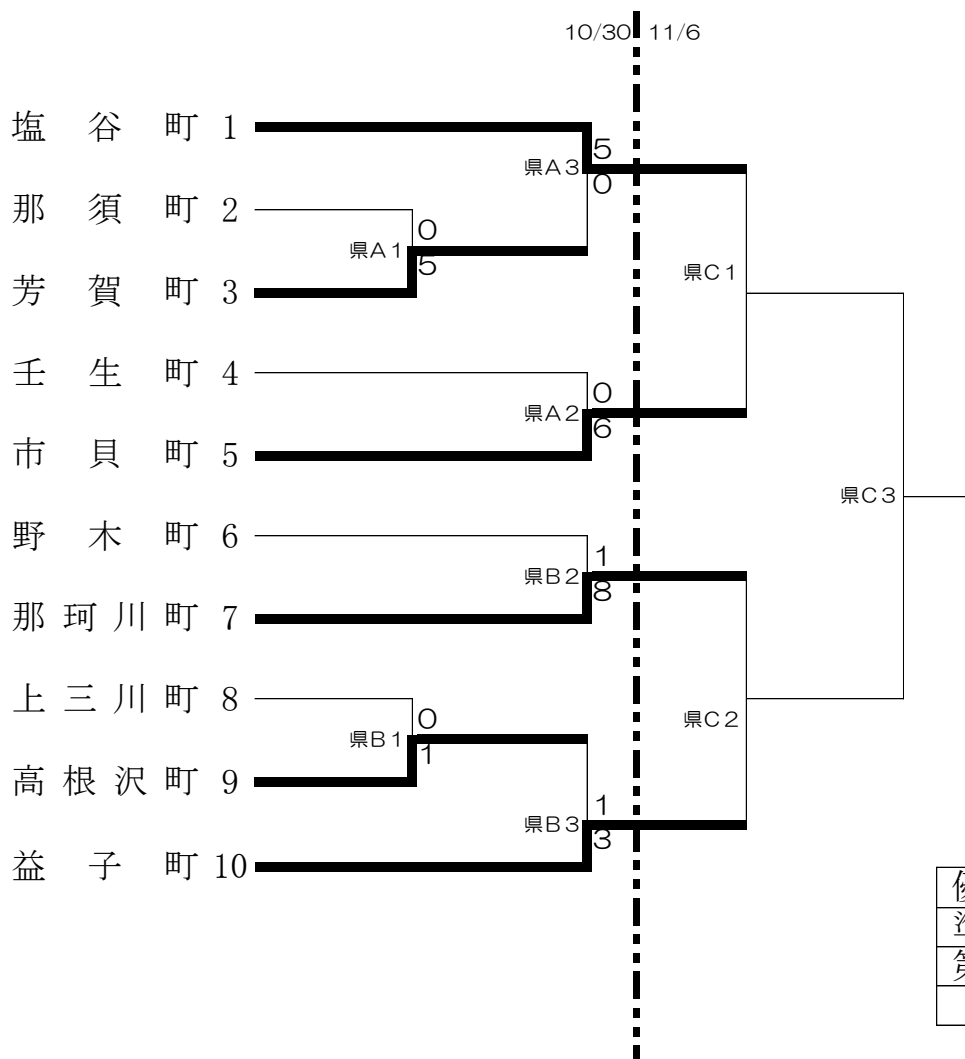 10/30 11/6
塩谷町 1
5
県A3
0
那須町 2
0
県A1
5
県C1
芳賀町 3
壬生町 4
0
県A2
6
市貝町 5
県C3
野木町 6
1
県B2
8
那珂川町 7
上三川町 8
0
県C2
県B1
1
高根沢町 9
1
県B3
3
益子町 10